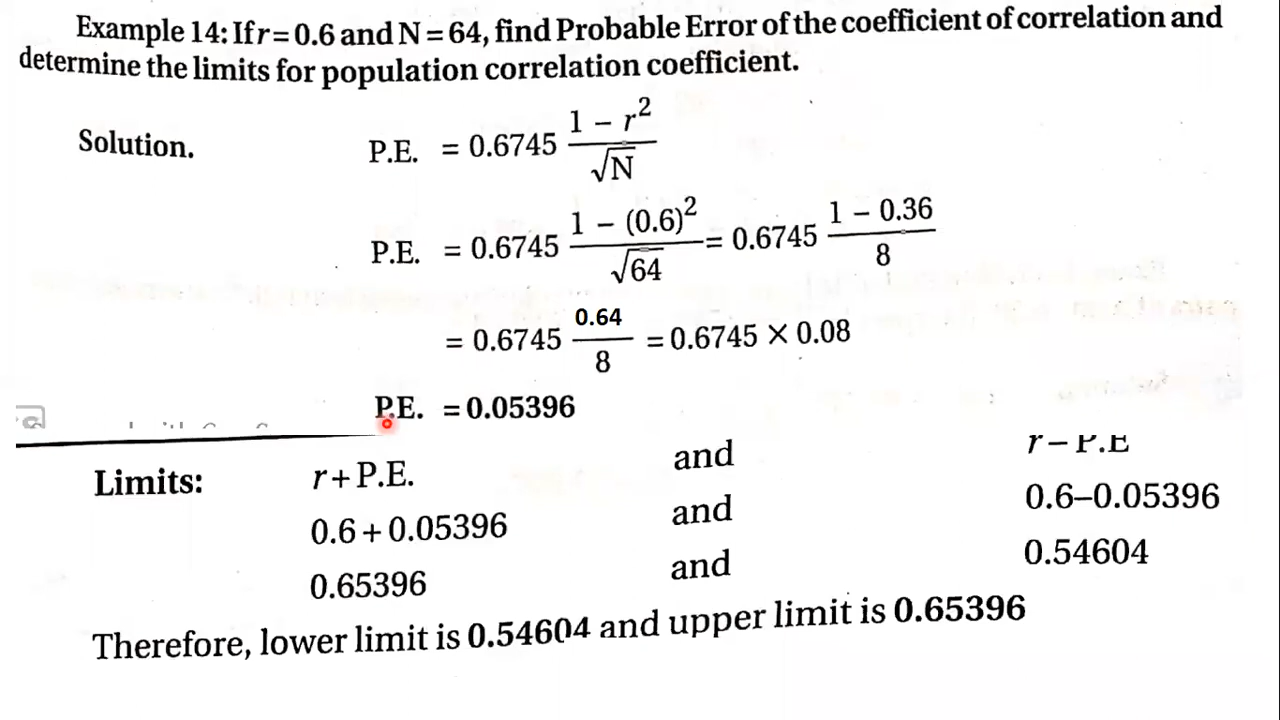 Example 14: If r = 0.6 and N = 64, find Probable Error of the coefficient of correlation and
determine the limits for population correlation coefficient.
Solution. P.E. = 0.6745 (1 − r²)/√N
P.E. = 0.6745 (1 − (0.6)²)/√64 = 0.6745 (1 − 0.36)/8
= 0.6745 0.64/8 = 0.6745 × 0.08
P.E. = 0.05396
Limits: r + P.E. and r − P.E
0.6 + 0.05396 and 0.6–0.05396
0.65396 and 0.54604
Therefore, lower limit is 0.54604 and upper limit is 0.65396